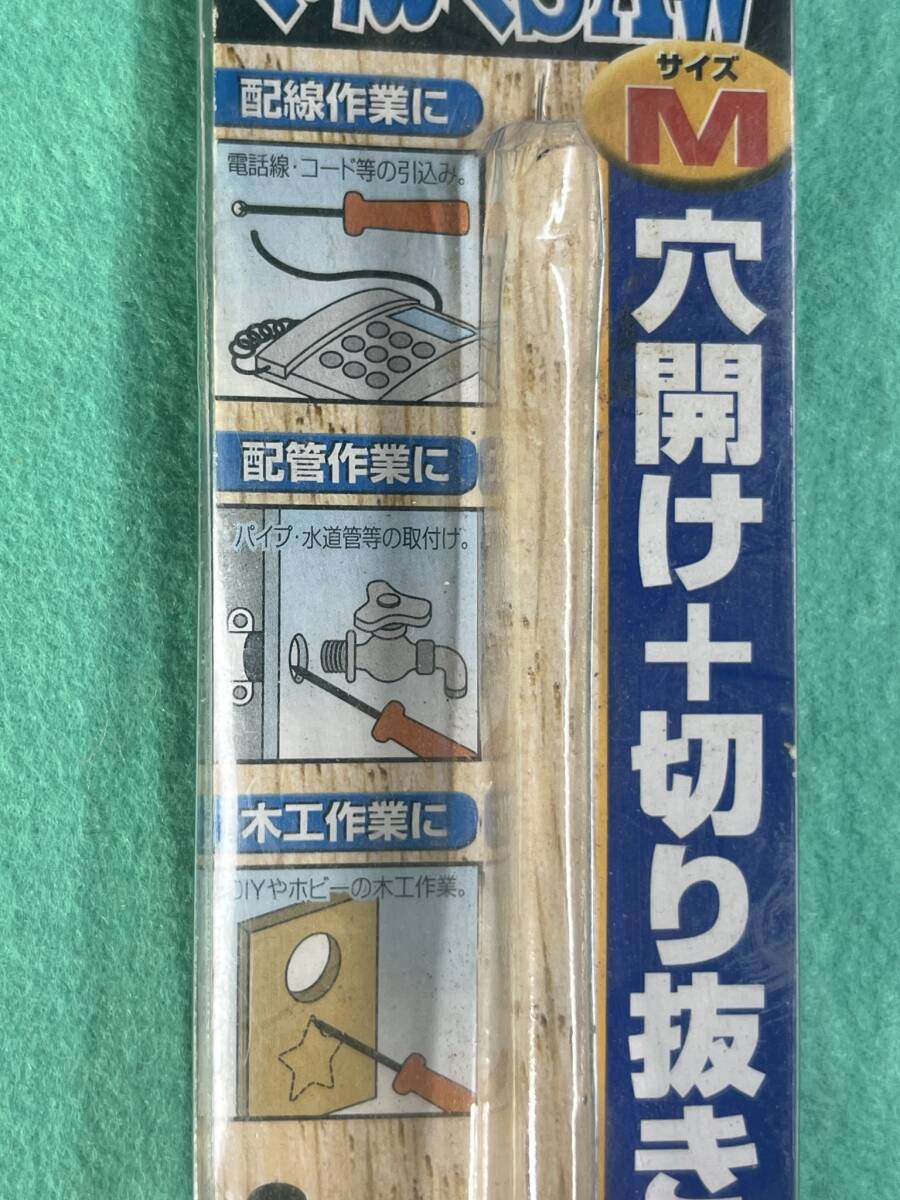 SAW
サイズ
M
配線作業に
電話線・コード等の引込み。
配管作業に
パイプ・水道管等の取付け。
木工作業に
DIYやホビーの木工作業。
穴開け+切り抜き